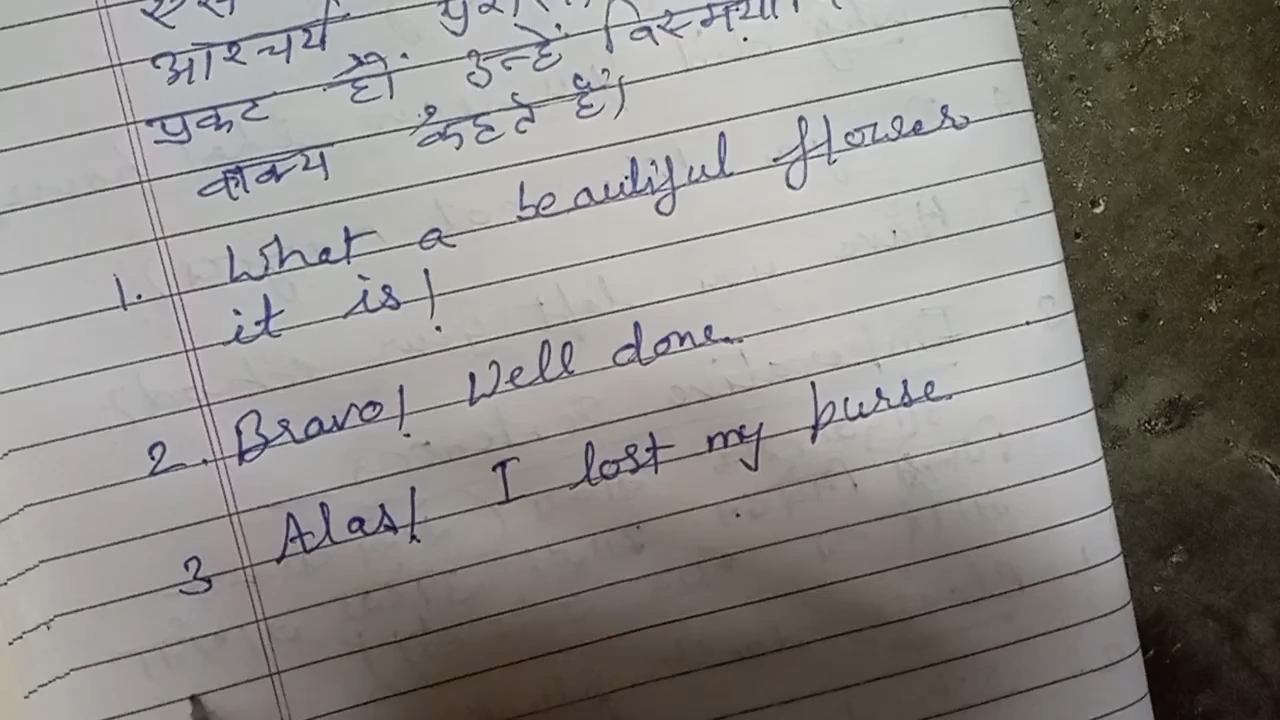 आश्चर्य
प्रकट हो। उन्हें
वाक्य कहते है।
1. What a beautiful flower
it is!
2. Bravo! Well done.
3 Alas! I lost my purse.